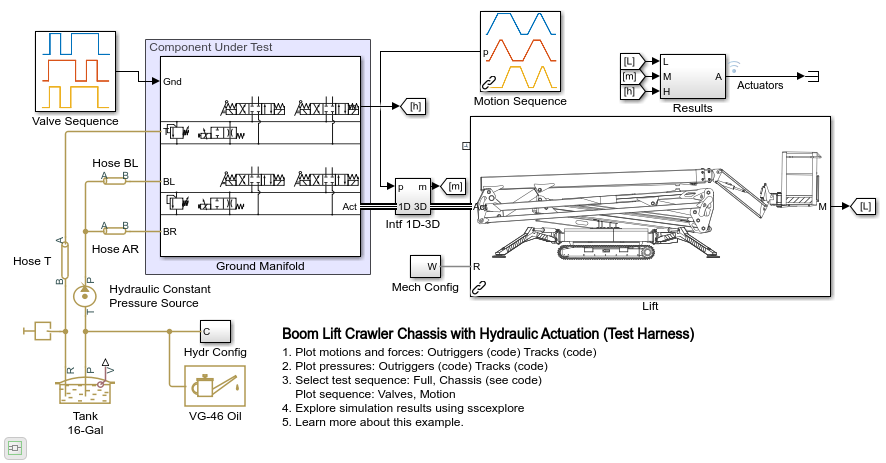 Component Under Test
Gnd
Valve Sequence
[h]
p
Motion Sequence
[L]
[m]
[h]
L
M
H
A
Actuators
Results
T
Hose BL
A B
BL
A B
BR
Hose AR
Act
p m
1D 3D
[m]
Intf 1D-3D
Act
M
[L]
A
Hose T
B
Ground Manifold
W
R
Mech Config
Lift
P
T
Hydraulic Constant
Pressure Source
C
Hydr Config
R P V
Tank
16-Gal
VG-46 Oil
Boom Lift Crawler Chassis with Hydraulic Actuation (Test Harness)
1. Plot motions and forces: Outriggers (code) Tracks (code)
2. Plot pressures: Outriggers (code) Tracks (code)
3. Select test sequence: Full, Chassis (see code)
Plot sequence: Valves, Motion
4. Explore simulation results using sscexplore
5. Learn more about this example.